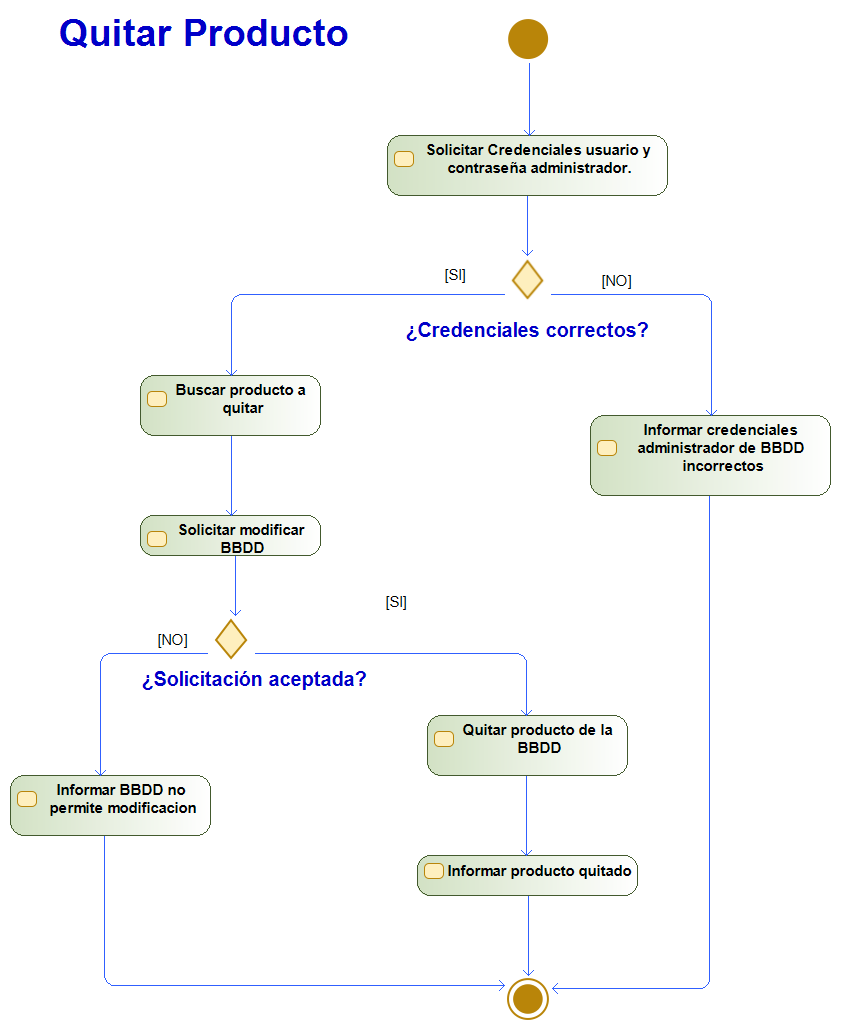 Quitar Producto
Solicitar Credenciales usuario y
contraseña administrador.
[SI]
[NO]
¿Credenciales correctos?
Buscar producto a
quitar
Informar credenciales
administrador de BBDD
incorrectos
Solicitar modificar
BBDD
[SI]
[NO]
¿Solicitación aceptada?
Quitar producto de la
BBDD
Informar BBDD no
permite modificacion
Informar producto quitado